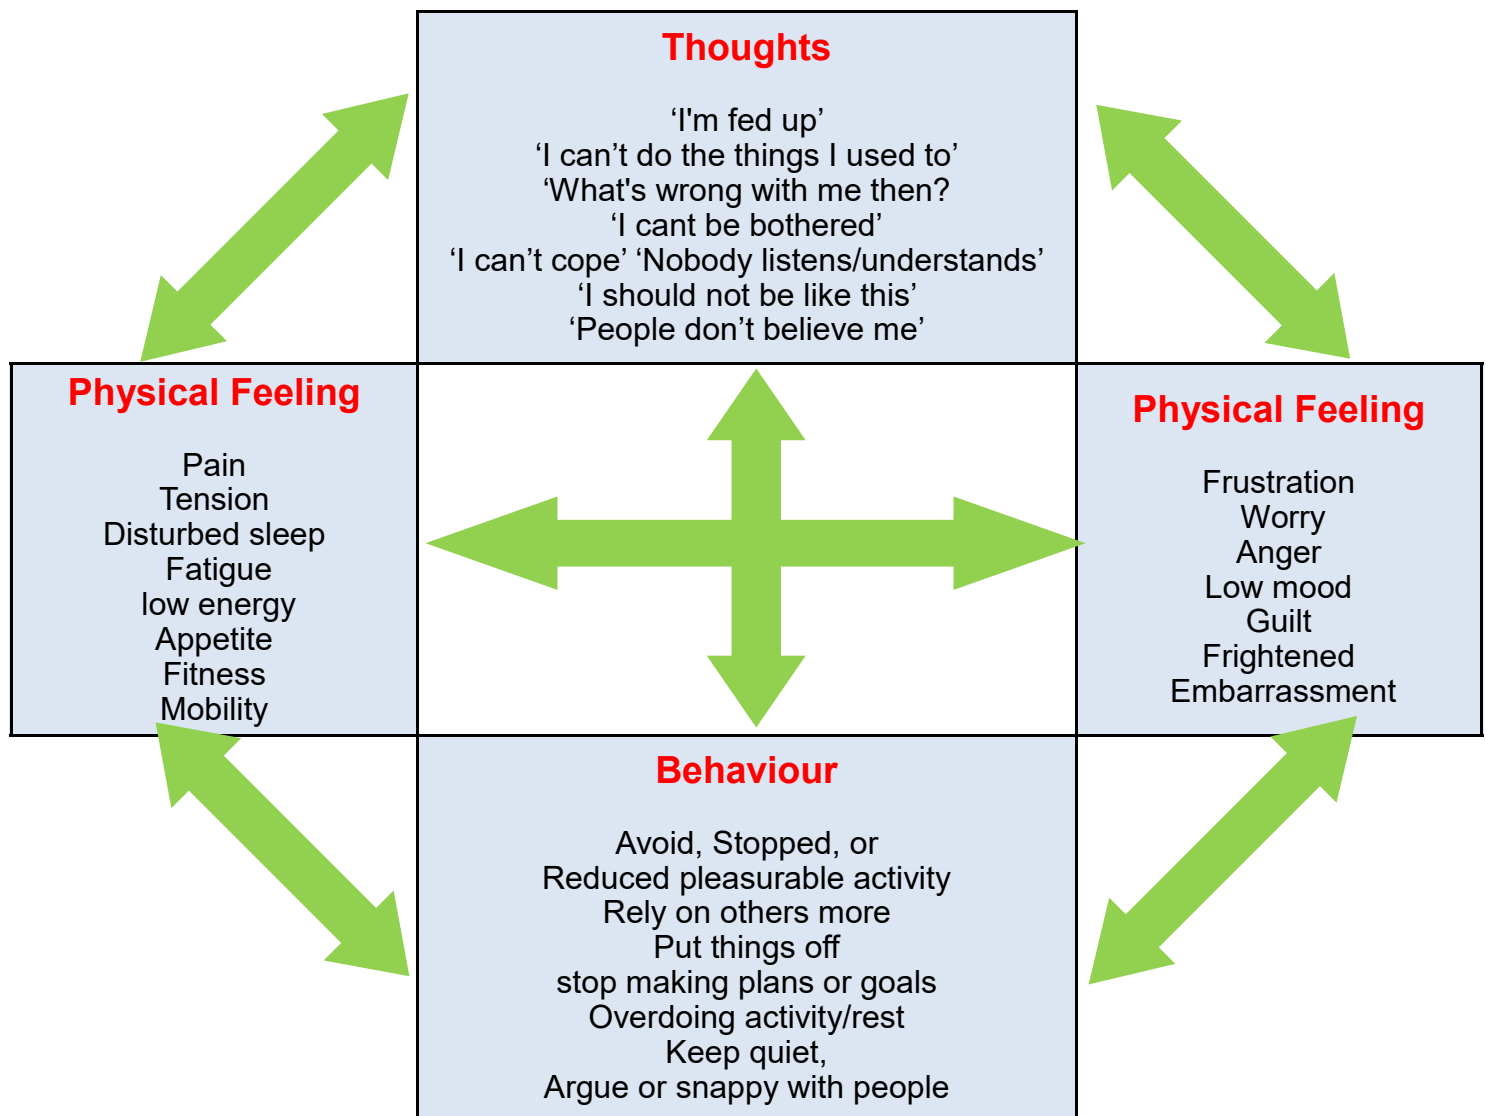 Thoughts
‘I'm fed up’
‘I can’t do the things I used to’
‘What's wrong with me then?
‘I cant be bothered’
‘I can’t cope’ ‘Nobody listens/understands’
‘I should not be like this’
‘People don’t believe me’
Physical Feeling
Pain
Tension
Disturbed sleep
Fatigue
low energy
Appetite
Fitness
Mobility
Physical Feeling
Frustration
Worry
Anger
Low mood
Guilt
Frightened
Embarrassment
Behaviour
Avoid, Stopped, or
Reduced pleasurable activity
Rely on others more
Put things off
stop making plans or goals
Overdoing activity/rest
Keep quiet,
Argue or snappy with people